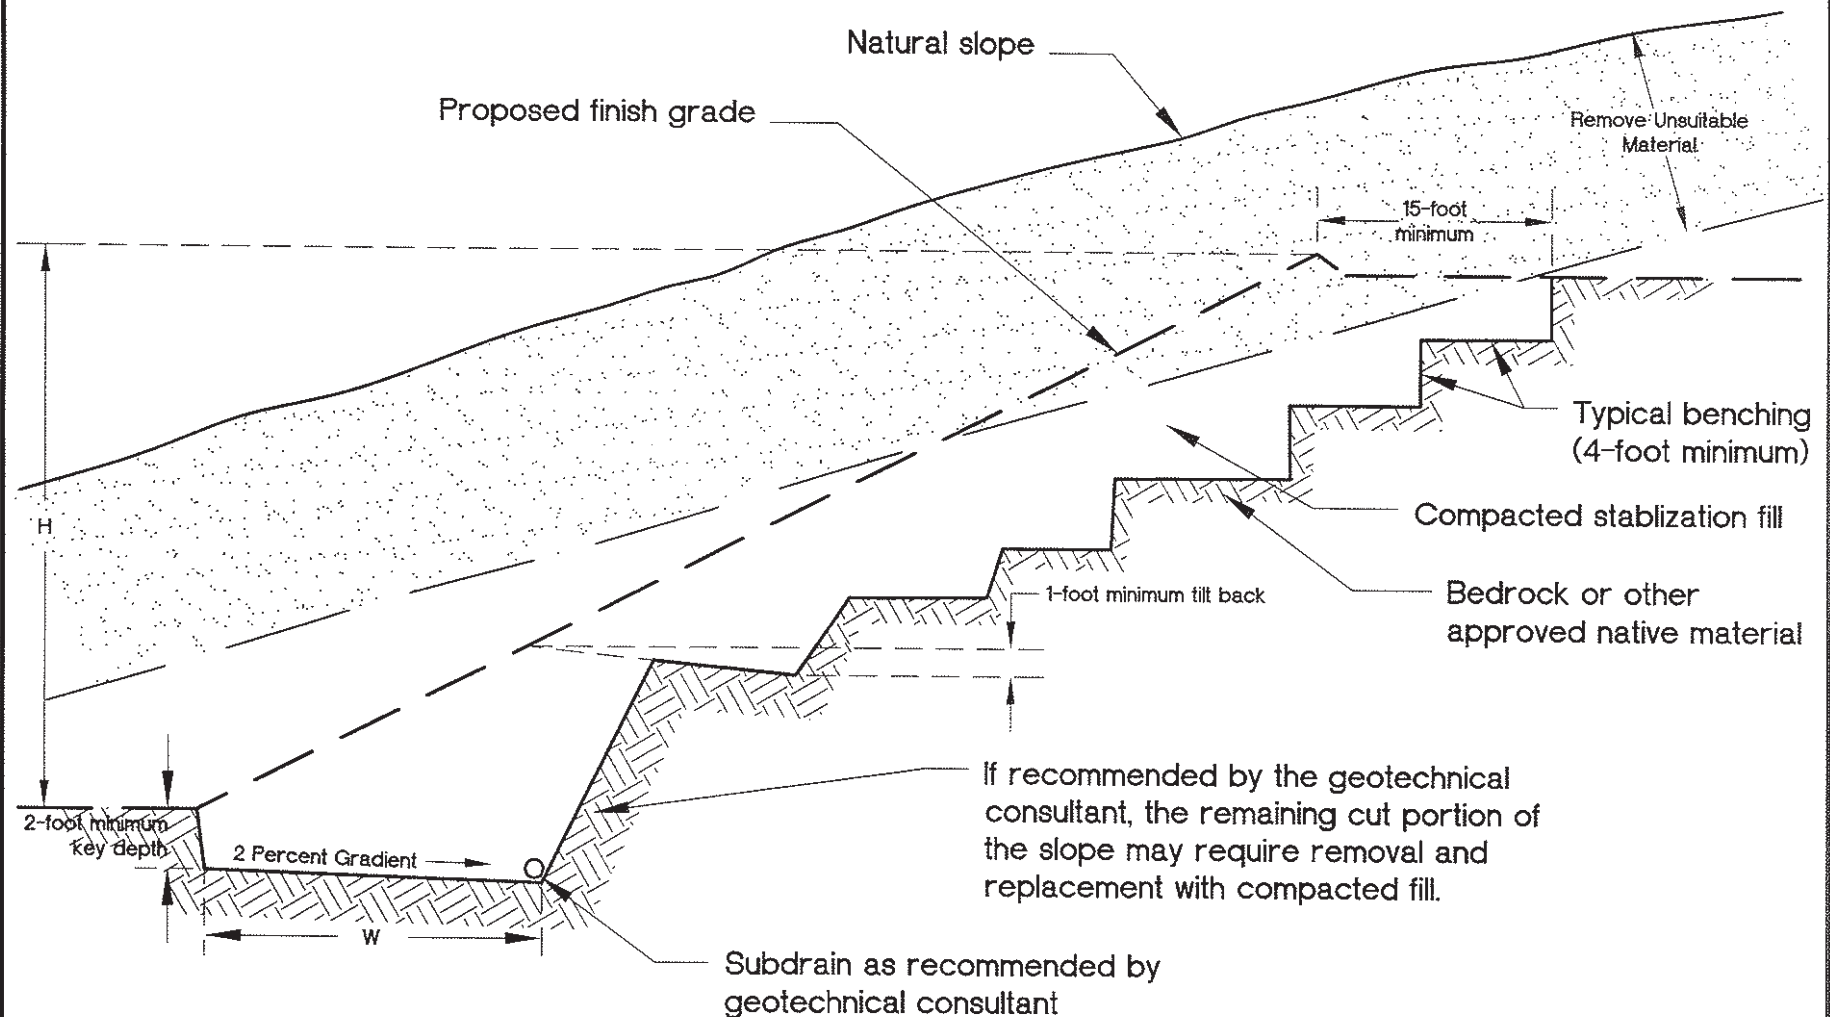 Natural slope
Proposed finish grade
Remove Unsuitable
Material
15-foot
minimum
Typical benching
(4-foot minimum)
H
Compacted stablization fill
1-foot minimum tilt back
Bedrock or other
approved native material
If recommended by the geotechnical
consultant, the remaining cut portion of
the slope may require removal and
replacement with compacted fill.
2-foot minimum
key depth
2 Percent Gradient
W
Subdrain as recommended by
geotechnical consultant